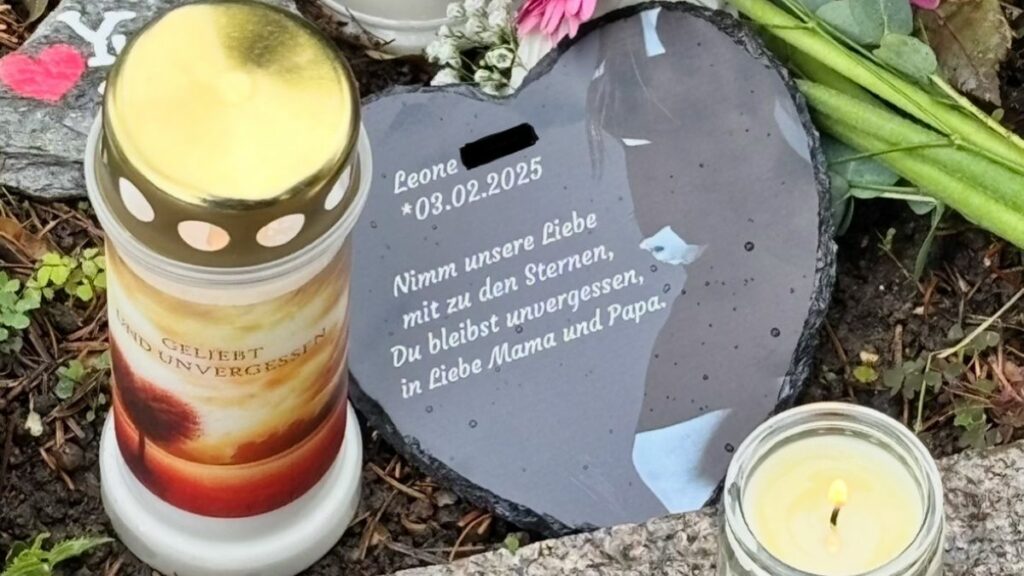 Leone
*03.02.2025
Nimm unsere Liebe
mit zu den Sternen,
Du bleibst unvergessen,
in Liebe Mama und Papa.
GELIEBT
UND UNVERGESSEN